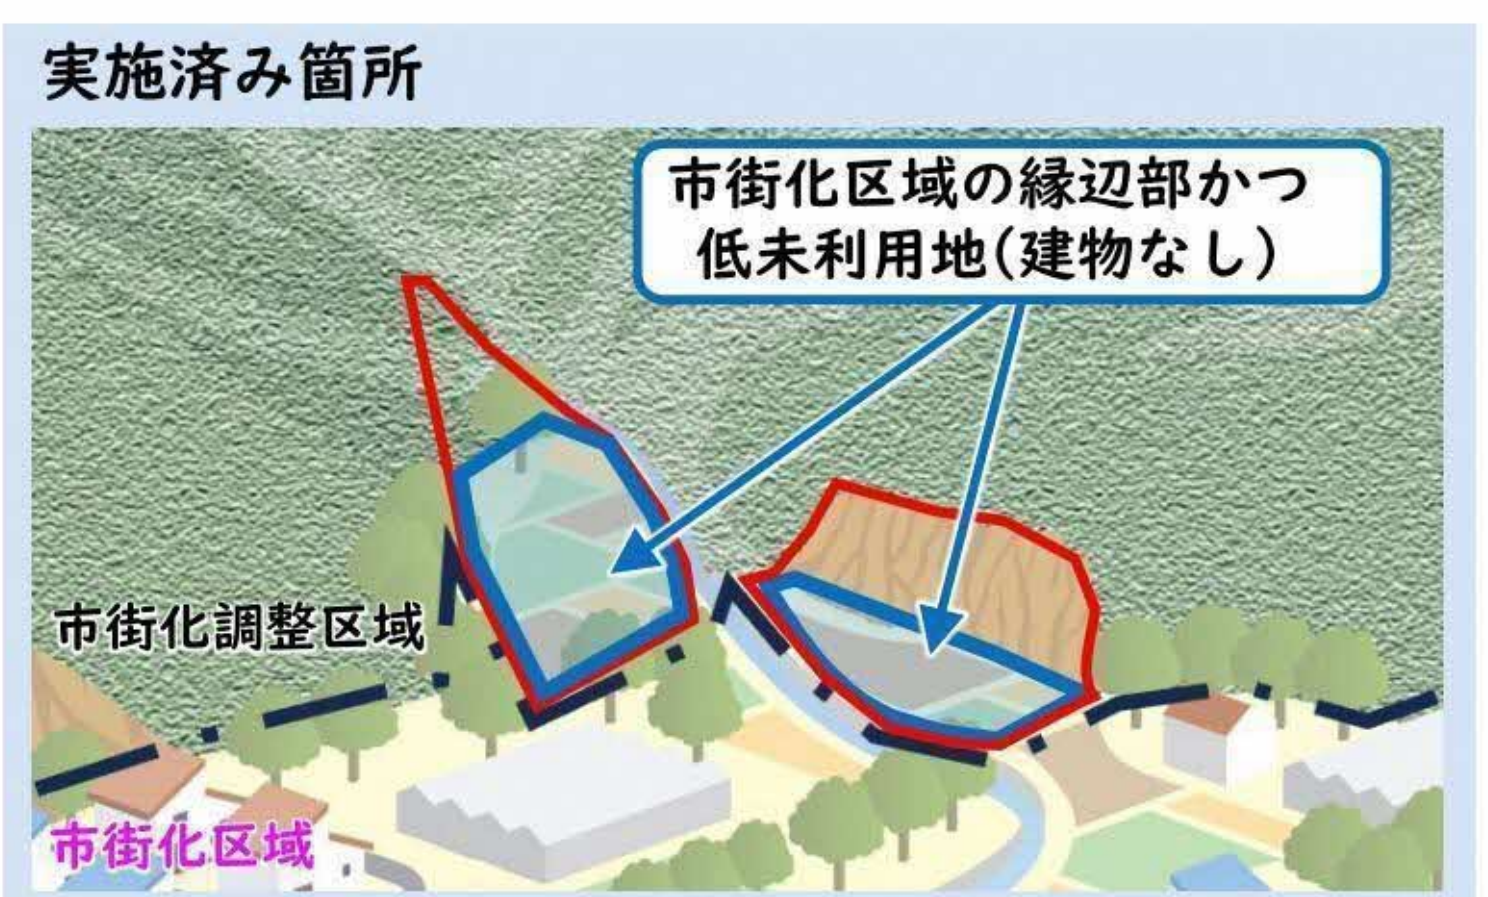 実施済み箇所
市街化区域の縁辺部かつ
低未利用地(建物なし)
市街化調整区域
市街化区域